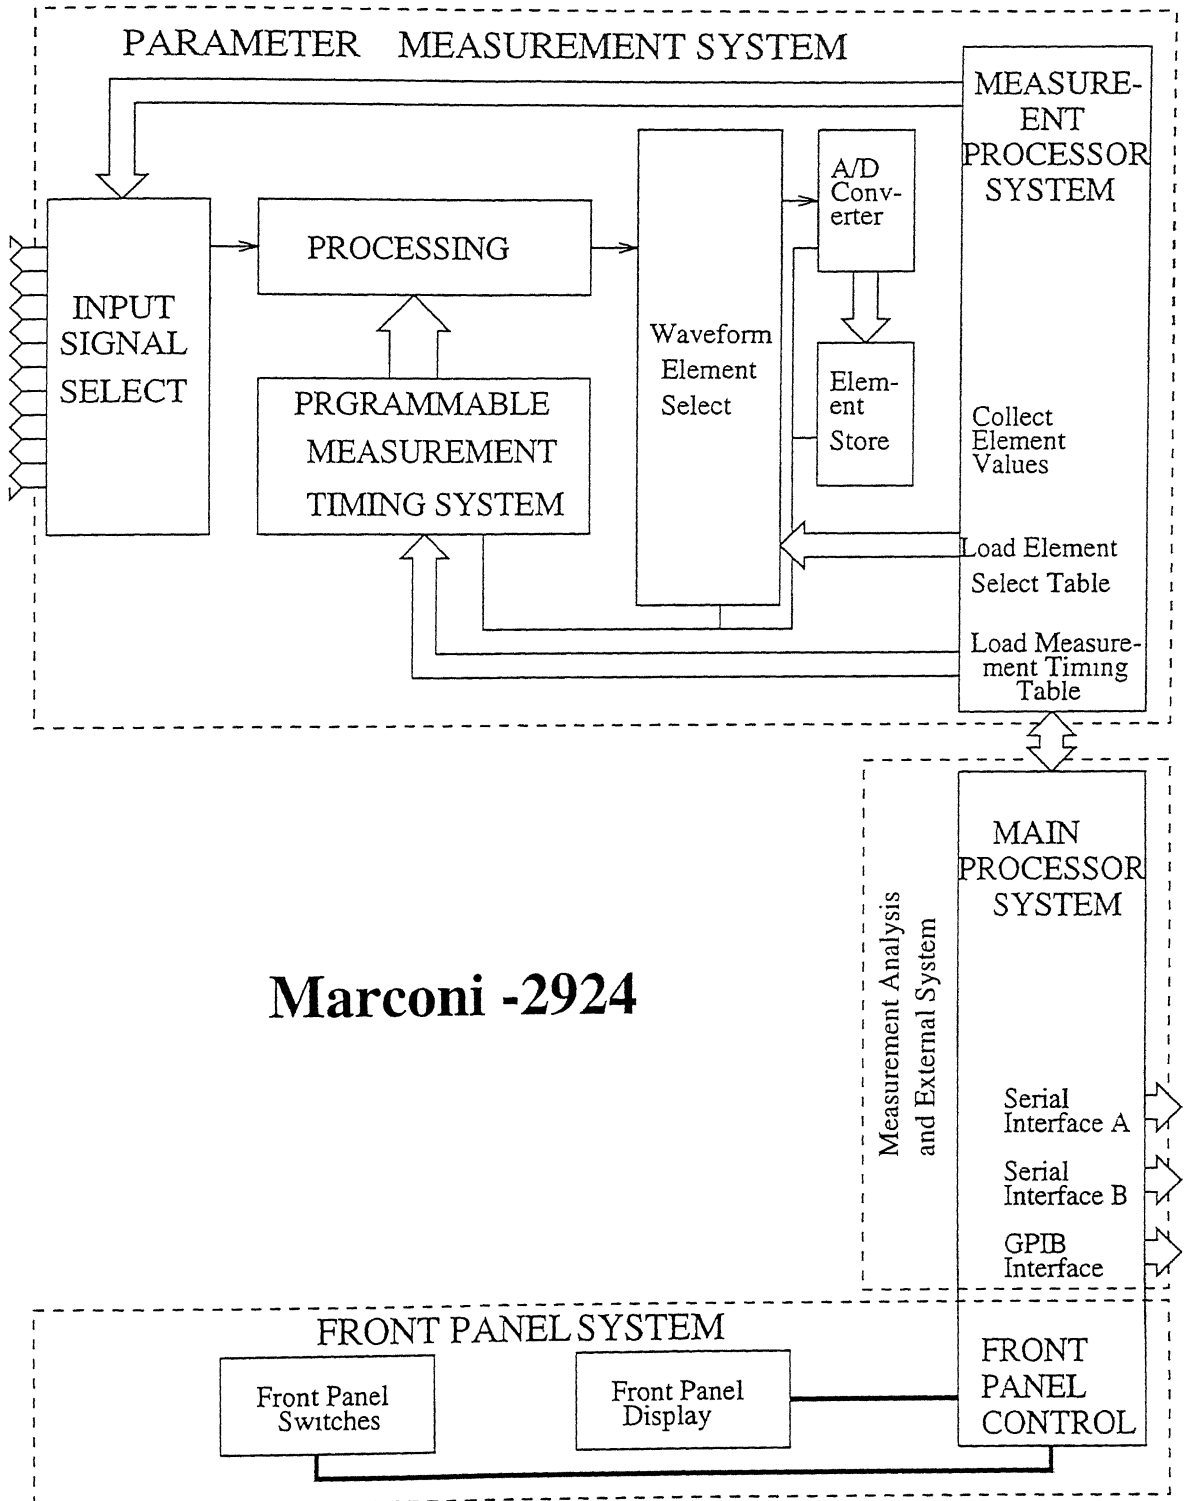 PARAMETER MEASUREMENT SYSTEM
MEASURE-
ENT
PROCESSOR
SYSTEM
A/D
Conv-
erter
PROCESSING
INPUT
SIGNAL
SELECT
Waveform
Element
Select
Elem-
ent
Store
PRGRAMMABLE
MEASUREMENT
TIMING SYSTEM
Collect
Element
Values
Load Element
Select Table
Load Measure-
ment Timing
Table
MAIN
PROCESSOR
SYSTEM
Measurement Analysis
and External System
Marconi -2924
Serial
Interface A
Serial
Interface B
GPIB
Interface
FRONT PANEL SYSTEM
Front Panel
Switches
Front Panel
Display
FRONT
PANEL
CONTROL